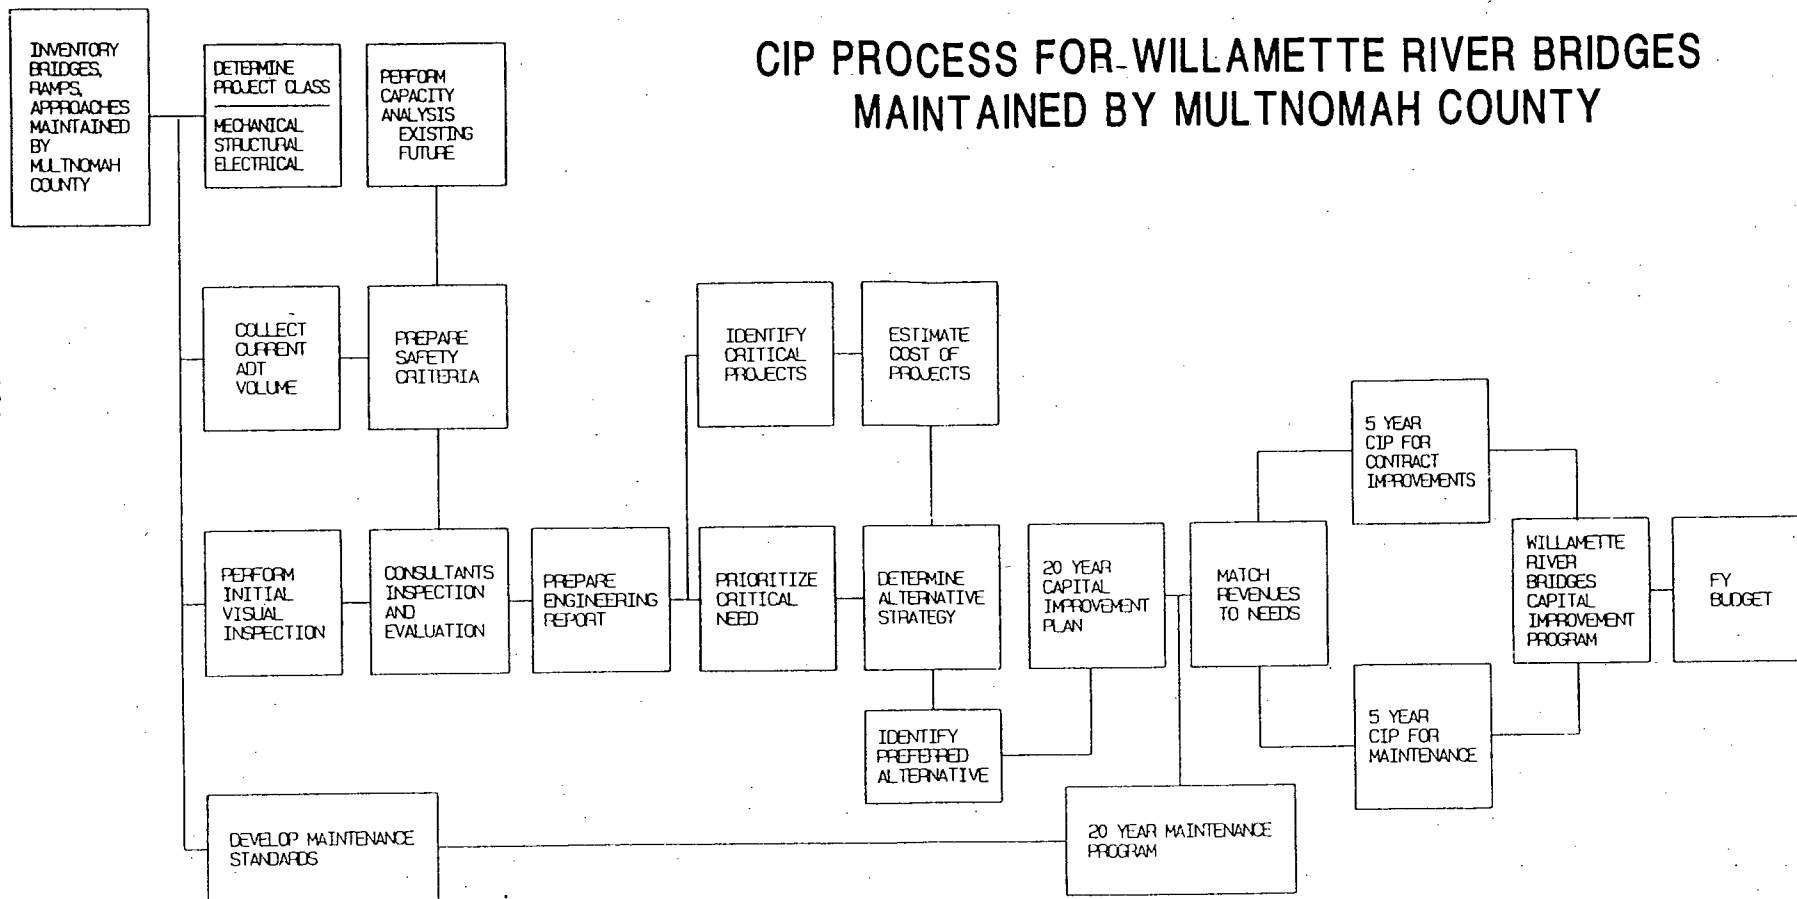 CIP PROCESS FOR WILLAMETTE RIVER BRIDGES
MAINTAINED BY MULTNOMAH COUNTY
INVENTORY
BRIDGES,
RAMPS,
APPROACHES
MAINTAINED
BY
MULTNOMAH
COUNTY
DETERMINE
PROJECT CLASS
MECHANICAL
STRUCTURAL
ELECTRICAL
PERFORM
CAPACITY
ANALYSIS
EXISTING
FUTURE
COLLECT
CURRENT
ADT
VOLUME
PREPARE
SAFETY
CRITERIA
IDENTIFY
CRITICAL
PROJECTS
ESTIMATE
COST OF
PROJECTS
5 YEAR
CIP FOR
CONTRACT
IMPROVEMENTS
PERFORM
INITIAL
VISUAL
INSPECTION
CONSULTANTS
INSPECTION
AND
EVALUATION
PREPARE
ENGINEERING
REPORT
PRIORITIZE
CRITICAL
NEED
DETERMINE
ALTERNATIVE
STRATEGY
20 YEAR
CAPITAL
IMPROVEMENT
PLAN
MATCH
REVENUES
TO NEEDS
WILLAMETTE
RIVER
BRIDGES
CAPITAL
IMPROVEMENT
PROGRAM
FY
BUDGET
IDENTIFY
PREFERRED
ALTERNATIVE
5 YEAR
CIP FOR
MAINTENANCE
DEVELOP MAINTENANCE
STANDARDS
20 YEAR MAINTENANCE
PROGRAM